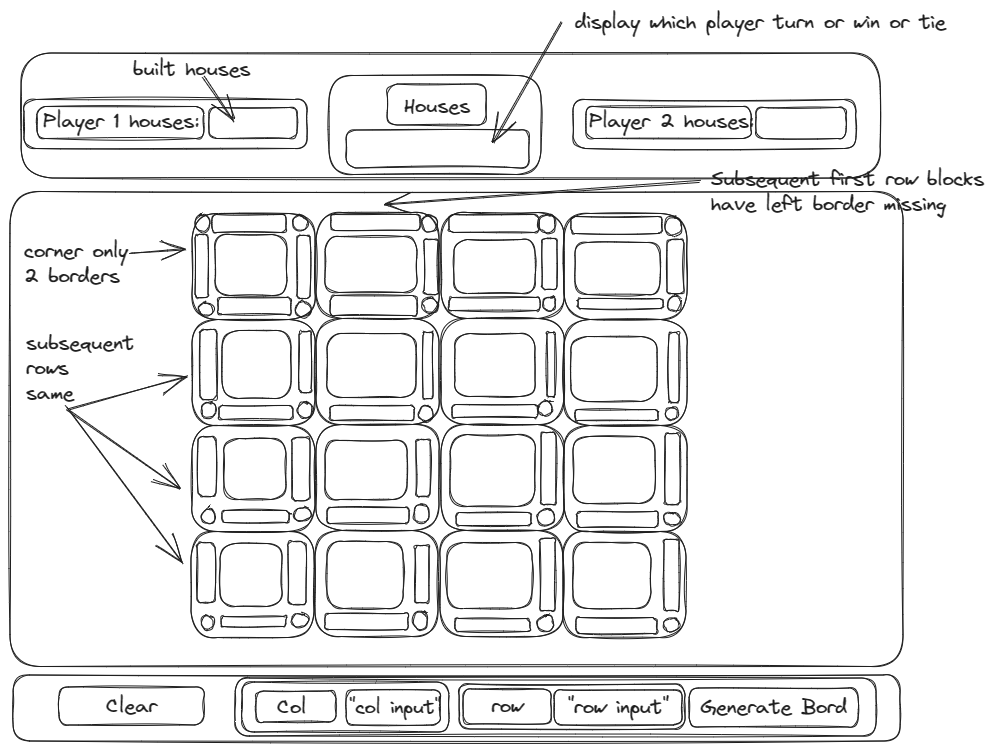 display which player turn or win or tie
built houses
Houses
Player 1 houses:
Player 2 houses:
Subsequent first row blocks
have left border missing
corner only
2 borders
subsequent
rows
same
Clear
Col
"col input"
row
"row input"
Generate Bord